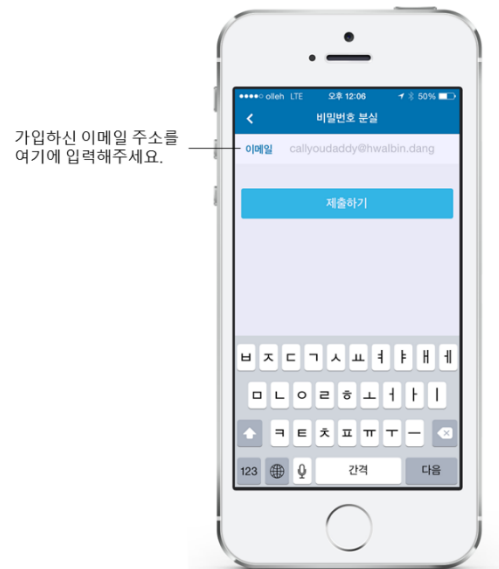 olleh LTE 오후 12:06 50%
비밀번호 분실
가입하신 이메일 주소를
여기에 입력해주세요.
이메일 callyoudaddy@hwalbin.dang
제출하기
ㅂ ㅈ ㄷ ㄱ ㅅ ㅛ ㅕ ㅑ ㅐ ㅔ
ㅁ ㄴ ㅇ ㄹ ㅎ ㅗ ㅓ ㅏ ㅣ
ㅋ ㅌ ㅊ ㅍ ㅠ ㅜ ㅡ
123 간격 다음